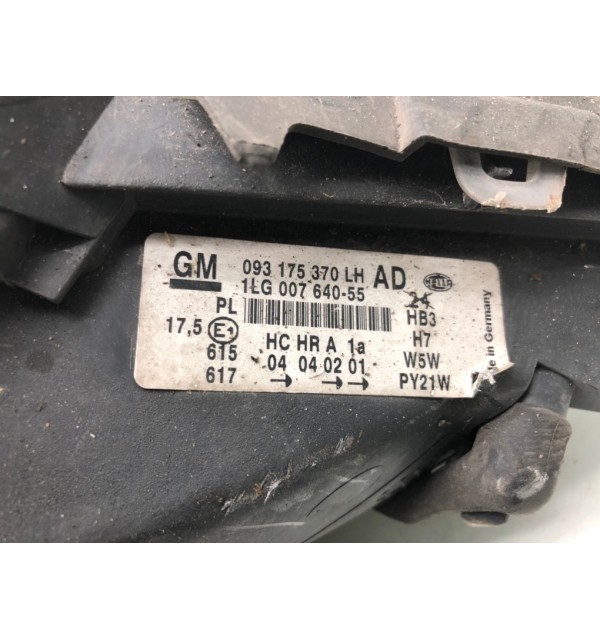 GM 093 175 370 LH AD HELLA
1LG 007 640-55 24
PL HB3
17,5 E1 HC HR A 1a H7
615 04 04 02 01 W5W
617 → → → PY21W
in Germany